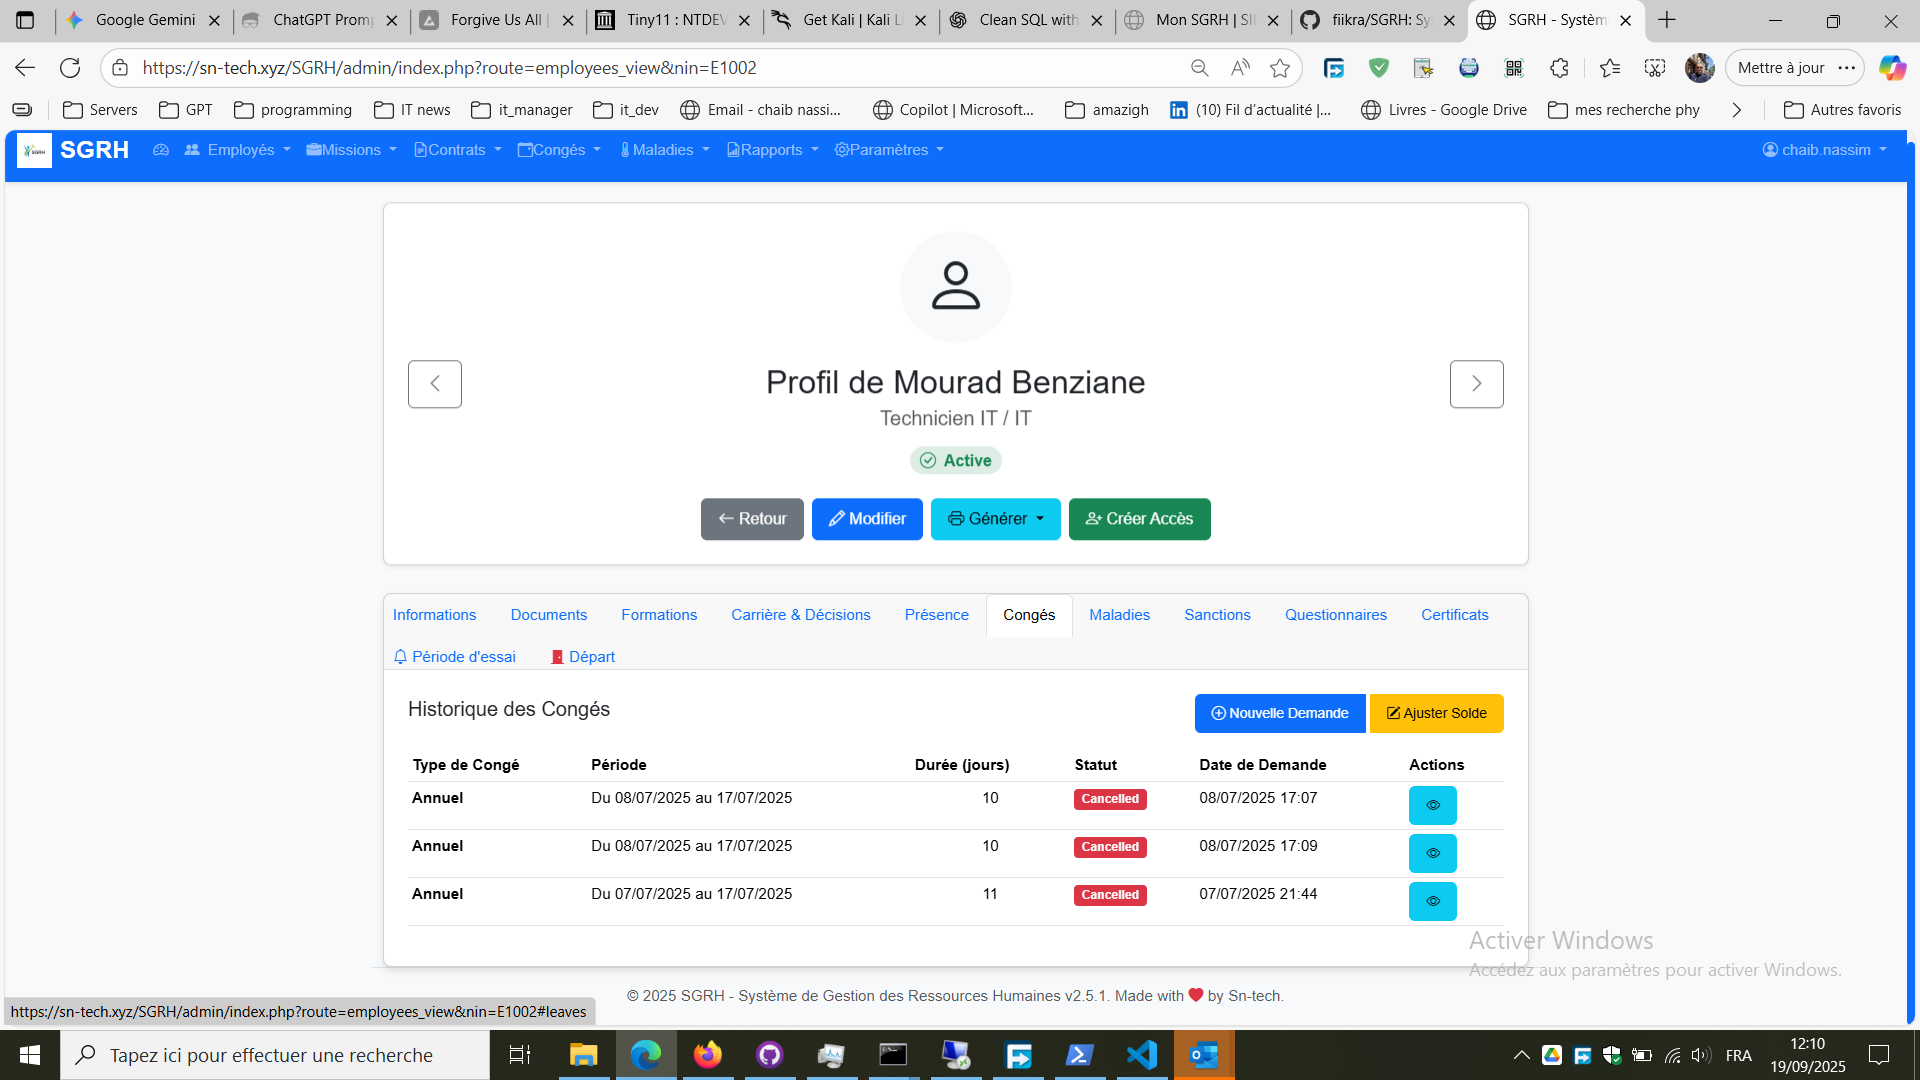 Google Gemini
ChatGPT Promp
Forgive Us All |
Tiny11 : NTDEV
Get Kali | Kali Li
Clean SQL with
Mon SGRH | SII
fiikra/SGRH: Sy
SGRH - Systèm
https://sn-tech.xyz/SGRH/admin/index.php?route=employees_view&nin=E1002
Mettre à jour
Servers
GPT
programming
IT news
it_manager
it_dev
Email - chaib nassi...
Copilot | Microsoft...
amazigh
(10) Fil d'actualité |...
Livres - Google Drive
mes recherche phy
Autres favoris
SGRH
Employés
Missions
Contrats
Congés
Maladies
Rapports
Paramètres
chaib.nassim
Profil de Mourad Benziane
Technicien IT / IT
Active
Retour
Modifier
Générer
Créer Accès
Informations
Documents
Formations
Carrière & Décisions
Présence
Congés
Maladies
Sanctions
Questionnaires
Certificats
Période d'essai
Départ
Historique des Congés
Nouvelle Demande
Ajuster Solde
Type de Congé Période Durée (jours) Statut Date de Demande Actions
Annuel Du 08/07/2025 au 17/07/2025 10 Cancelled 08/07/2025 17:07
Annuel Du 08/07/2025 au 17/07/2025 10 Cancelled 08/07/2025 17:09
Annuel Du 07/07/2025 au 17/07/2025 11 Cancelled 07/07/2025 21:44
Activer Windows
Accédez aux paramètres pour activer Windows.
© 2025 SGRH - Système de Gestion des Ressources Humaines v2.5.1. Made with ❤ by Sn-tech.
https://sn-tech.xyz/SGRH/admin/index.php?route=employees_view&nin=E1002#leaves
Tapez ici pour effectuer une recherche
FRA
12:10
19/09/2025